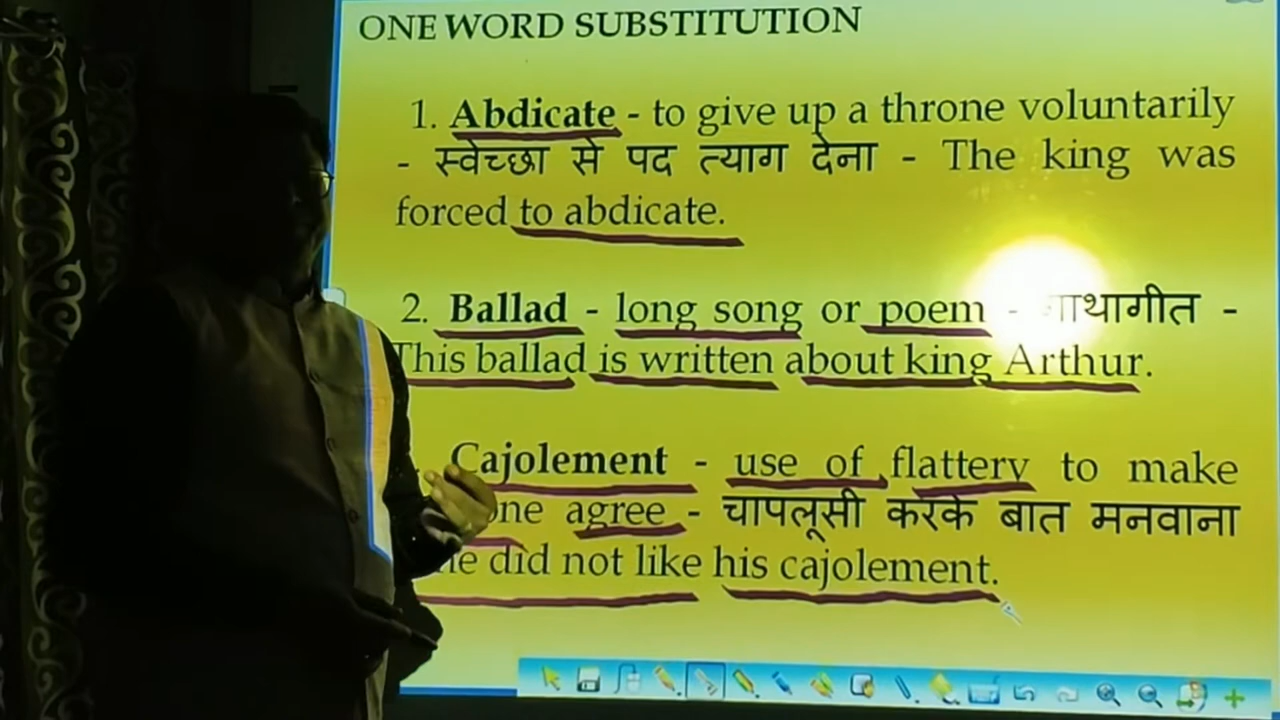 ONE WORD SUBSTITUTION
1. Abdicate - to give up a throne voluntarily
- स्वेच्छा से पद त्याग देना - The king was
forced to abdicate.
2. Ballad - long song or poem -
This ballad is written about king Arthur.
Cajolement - use of flattery to make
agree - चापलूसी करके बात मनवाना
did not like his cajolement.